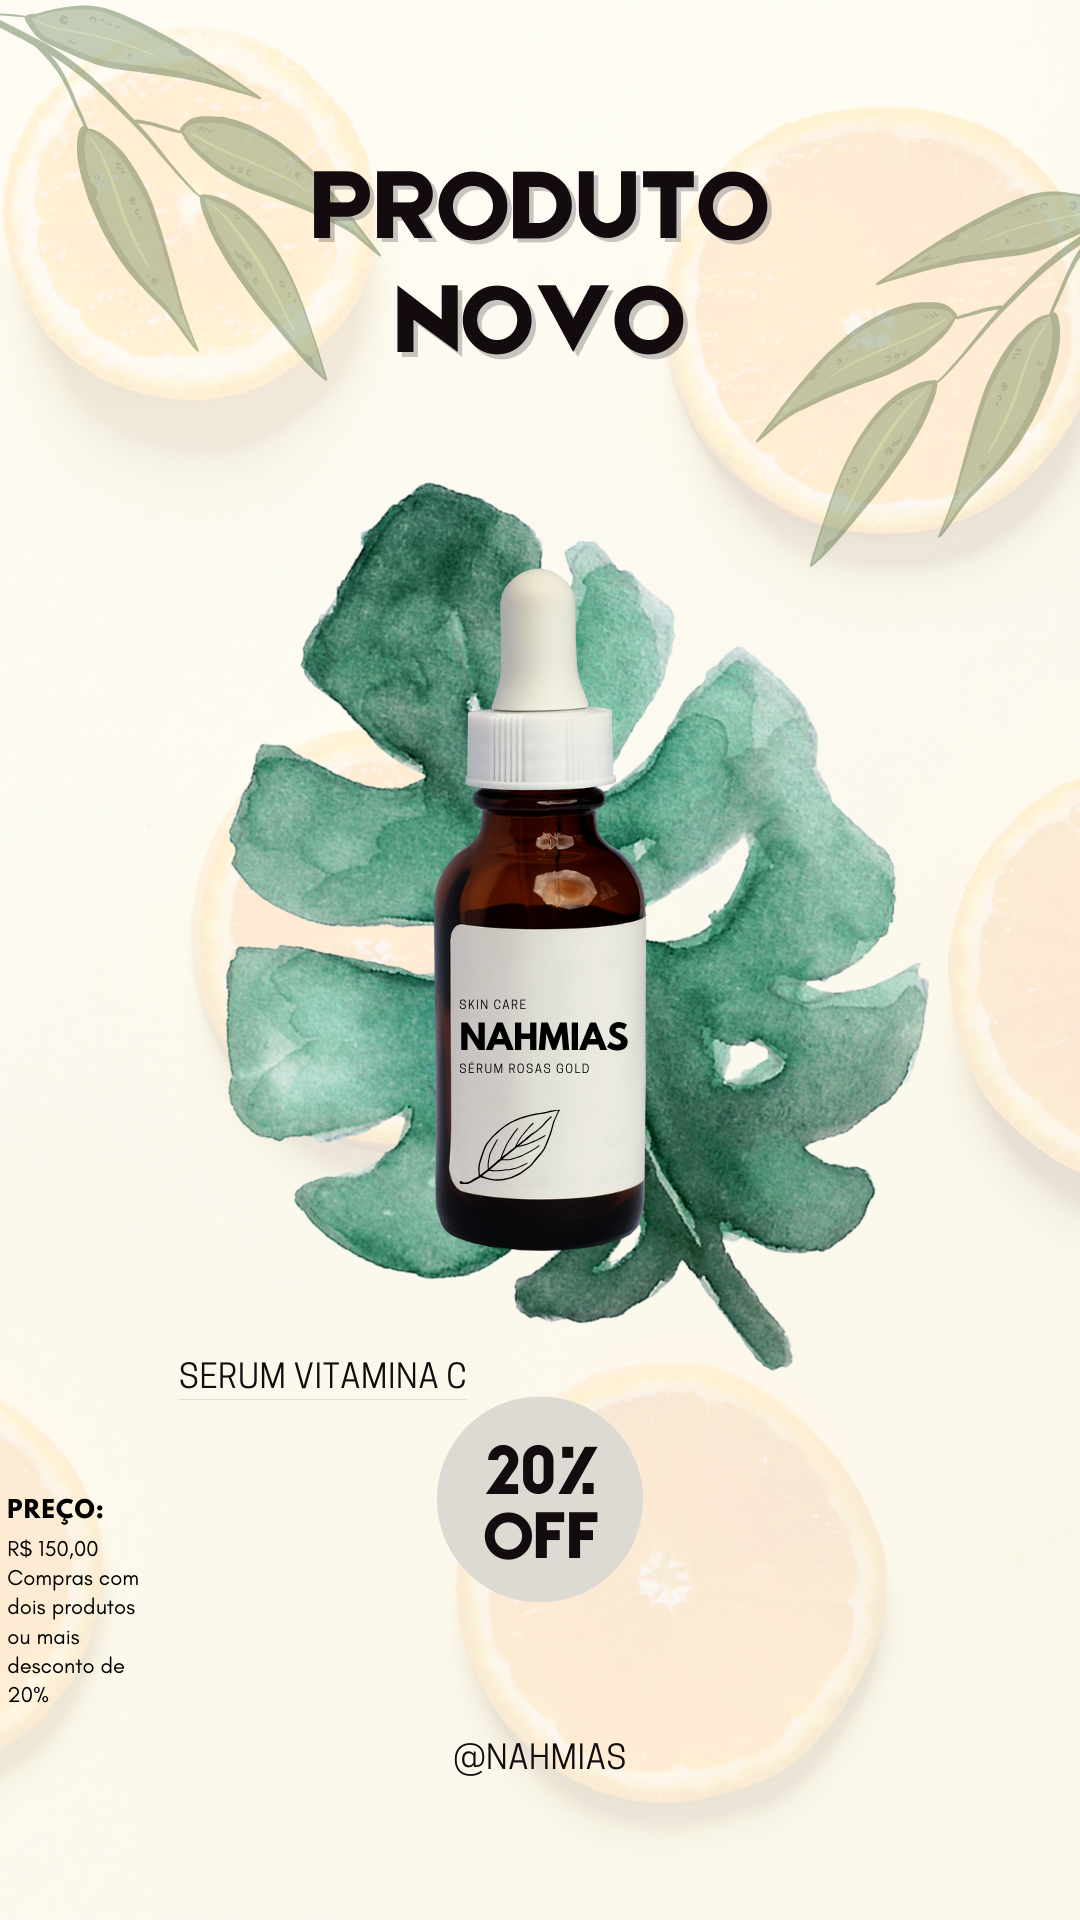 PRODUTO
NOVO
SKIN CARE
NAHMIAS
SÉRUM ROSAS GOLD
SERUM VITAMINA C
20%
OFF
PREÇO:
R$ 150,00
Compras com
dois produtos
ou mais
desconto de
20%
@NAHMIAS